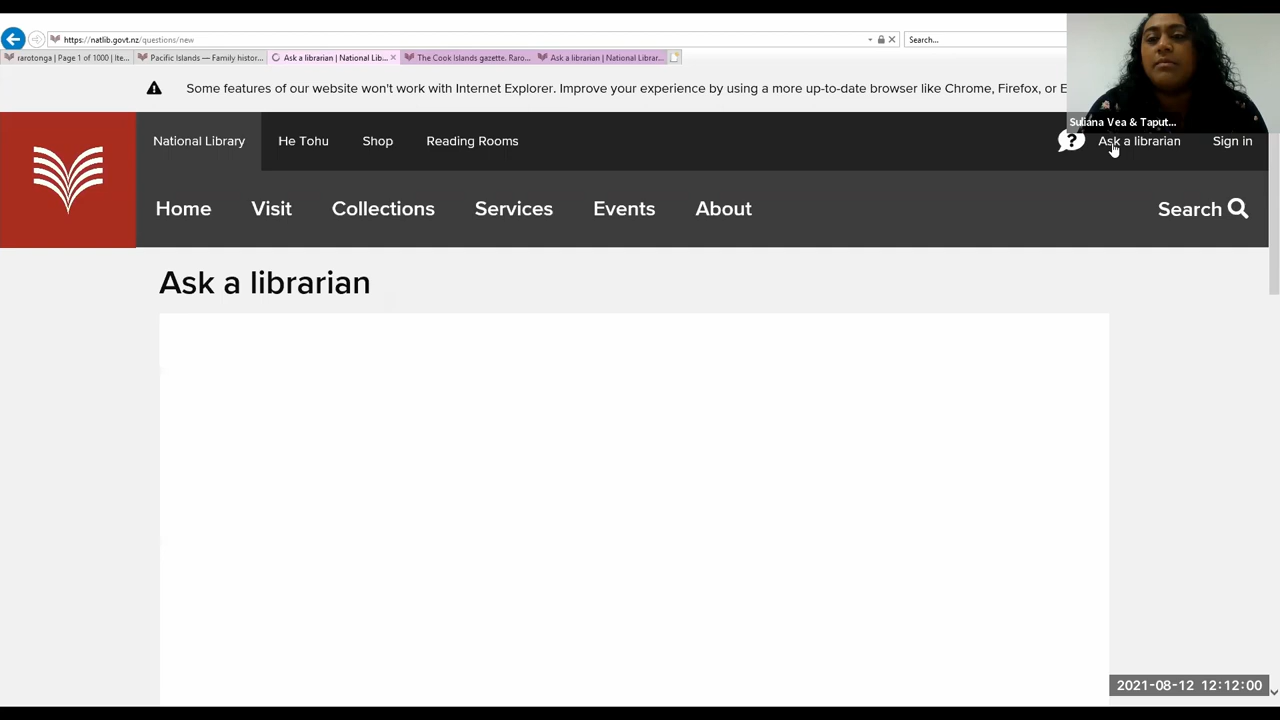 https://natlib.govt.nz/questions/new
Search...
rarotonga | Page 1 of 1000 | Ite...
Pacific Islands — Family histor...
Ask a librarian | National Lib...
The Cook Islands gazette. Raro...
Ask a librarian | National Librar...
Some features of our website won't work with Internet Explorer. Improve your experience by using a more up-to-date browser like Chrome, Firefox, or E
Suliana Vea & Taput...
National Library
He Tohu
Shop
Reading Rooms
Ask a librarian
Sign in
Home
Visit
Collections
Services
Events
About
Search
Ask a librarian
2021-08-12 12:12:00